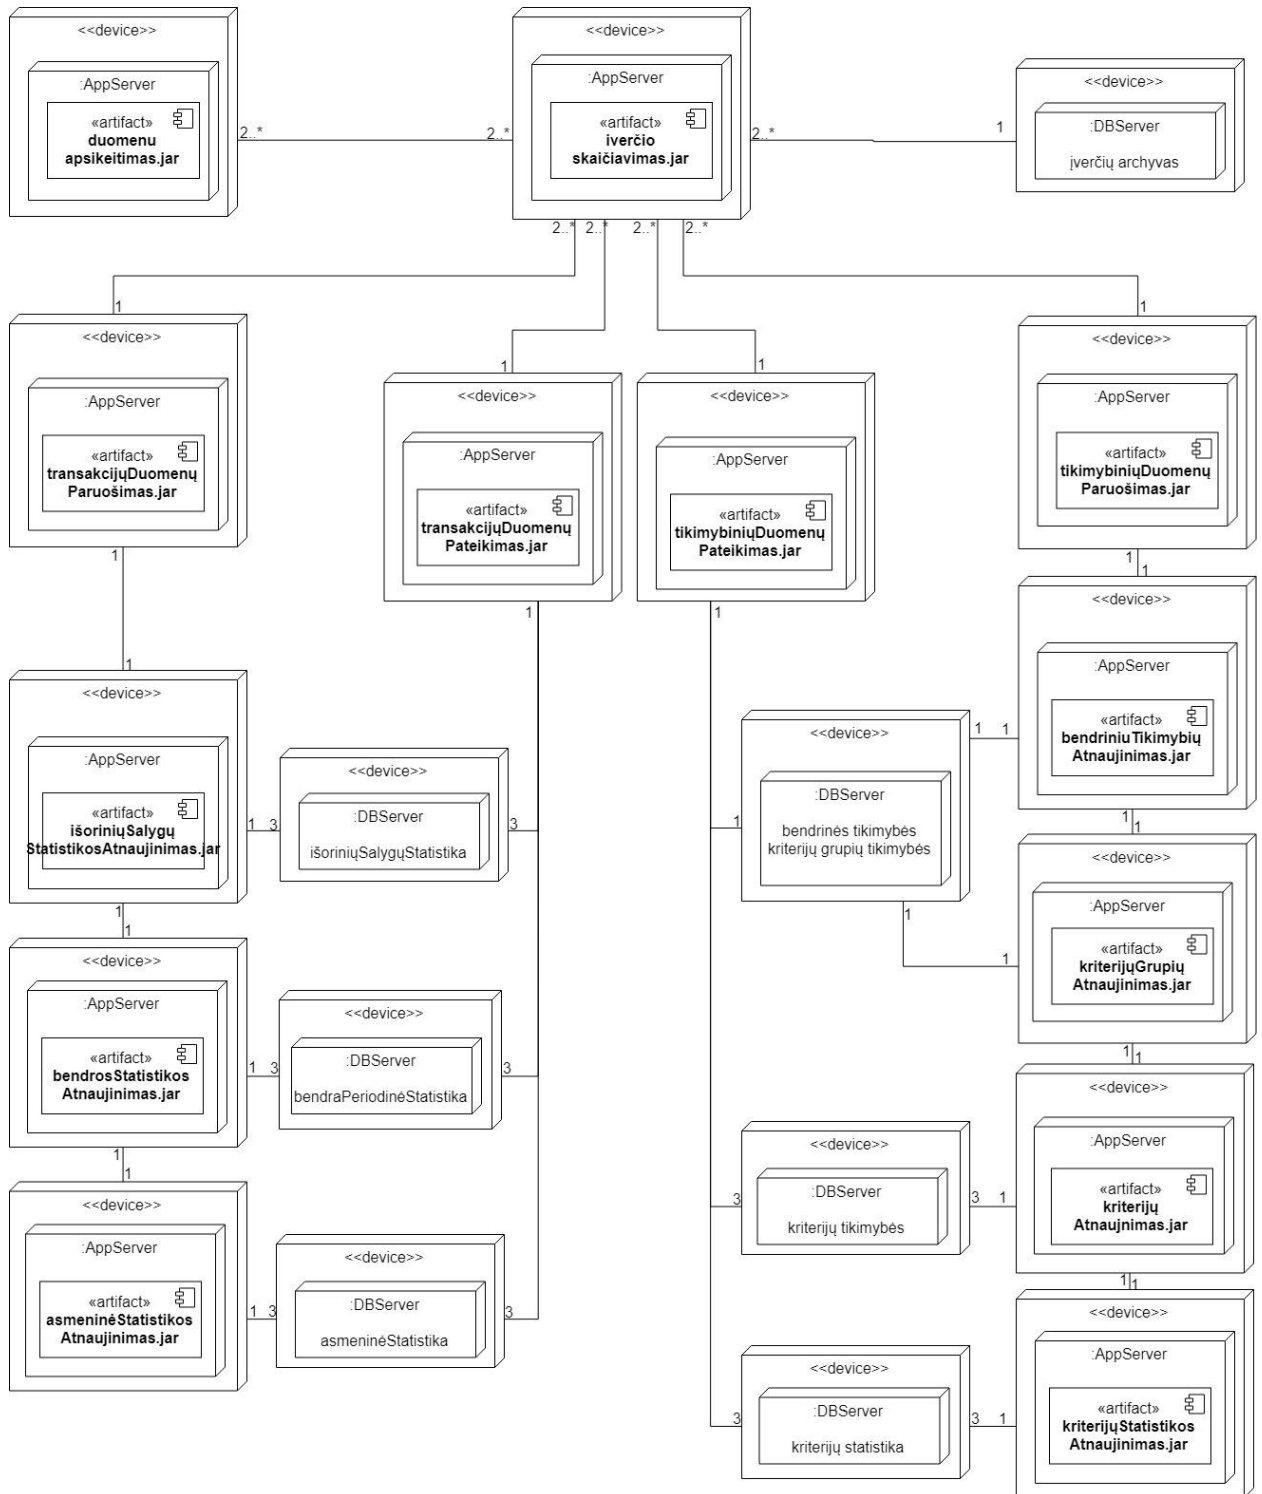 <<device>>
:AppServer
«artifact»
duomenu
apsikeitimas.jar
2..*
2..*
<<device>>
:AppServer
«artifact»
iverčio
skaičiavimas.jar
2..*
1
<<device>>
:DBServer
įverčių archyvas
2..*
2..*
2..*
2..*
1
<<device>>
:AppServer
«artifact»
transakcijųDuomenų
Paruošimas.jar
1
1
<<device>>
:AppServer
«artifact»
transakcijųDuomenų
Pateikimas.jar
1
1
<<device>>
:AppServer
«artifact»
tikimybiniųDuomenų
Pateikimas.jar
1
1
<<device>>
:AppServer
«artifact»
tikimybiniųDuomenų
Paruošimas.jar
1
1
<<device>>
:AppServer
«artifact»
išoriniųSalygų
StatistikosAtnaujinimas.jar
1
3
<<device>>
:DBServer
išoriniųSalygųStatistika
3
1
<<device>>
:DBServer
bendrinės tikimybės
kriterijų grupių tikimybės
1
1
1
<<device>>
:AppServer
«artifact»
bendriniuTikimybių
Atnaujinimas.jar
1
1
1
1
<<device>>
:AppServer
«artifact»
kriterijųGrupių
Atnaujinimas.jar
1
1
1
1
<<device>>
:AppServer
«artifact»
bendrosStatistikos
Atnaujinimas.jar
1
3
<<device>>
:DBServer
bendraPeriodinėStatistika
3
3
<<device>>
:DBServer
kriterijų tikimybės
3
1
<<device>>
:AppServer
«artifact»
kriterijų
Atnaujnimas.jar
1
1
1
1
<<device>>
:AppServer
«artifact»
asmeninėStatistikos
Atnaujinimas.jar
1
3
<<device>>
:DBServer
asmeninėStatistika
3
3
<<device>>
:DBServer
kriterijų statistika
3
1
<<device>>
:AppServer
«artifact»
kriterijųStatistikos
Atnaujinimas.jar